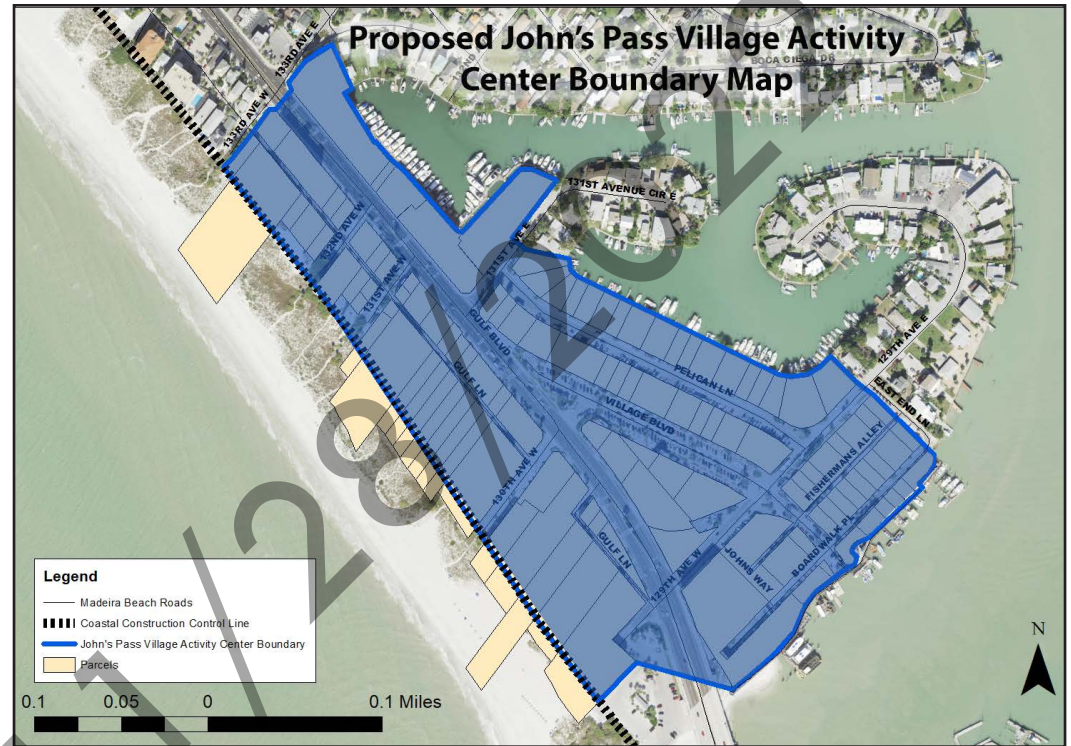 Proposed John's Pass Village Activity
Center Boundary Map
BOCA CIEGA DR
133RD AVE E
133RD AVE W
131ST AVENUE CIR E
132ND AVE W
131ST AVE E
131ST AVE W
GULF BLVD
GULF LN
PELICAN LN
129TH AVE E
VILLAGE BLVD
EAST END LN
FISHERMANS ALLEY
130TH AVE W
GULF LN
BOARDWALK PL
129TH AVE W
JOHNS WAY
Legend
Madeira Beach Roads
Coastal Construction Control Line
John's Pass Village Activity Center Boundary
Parcels
N
0.1 0.05 0 0.1 Miles